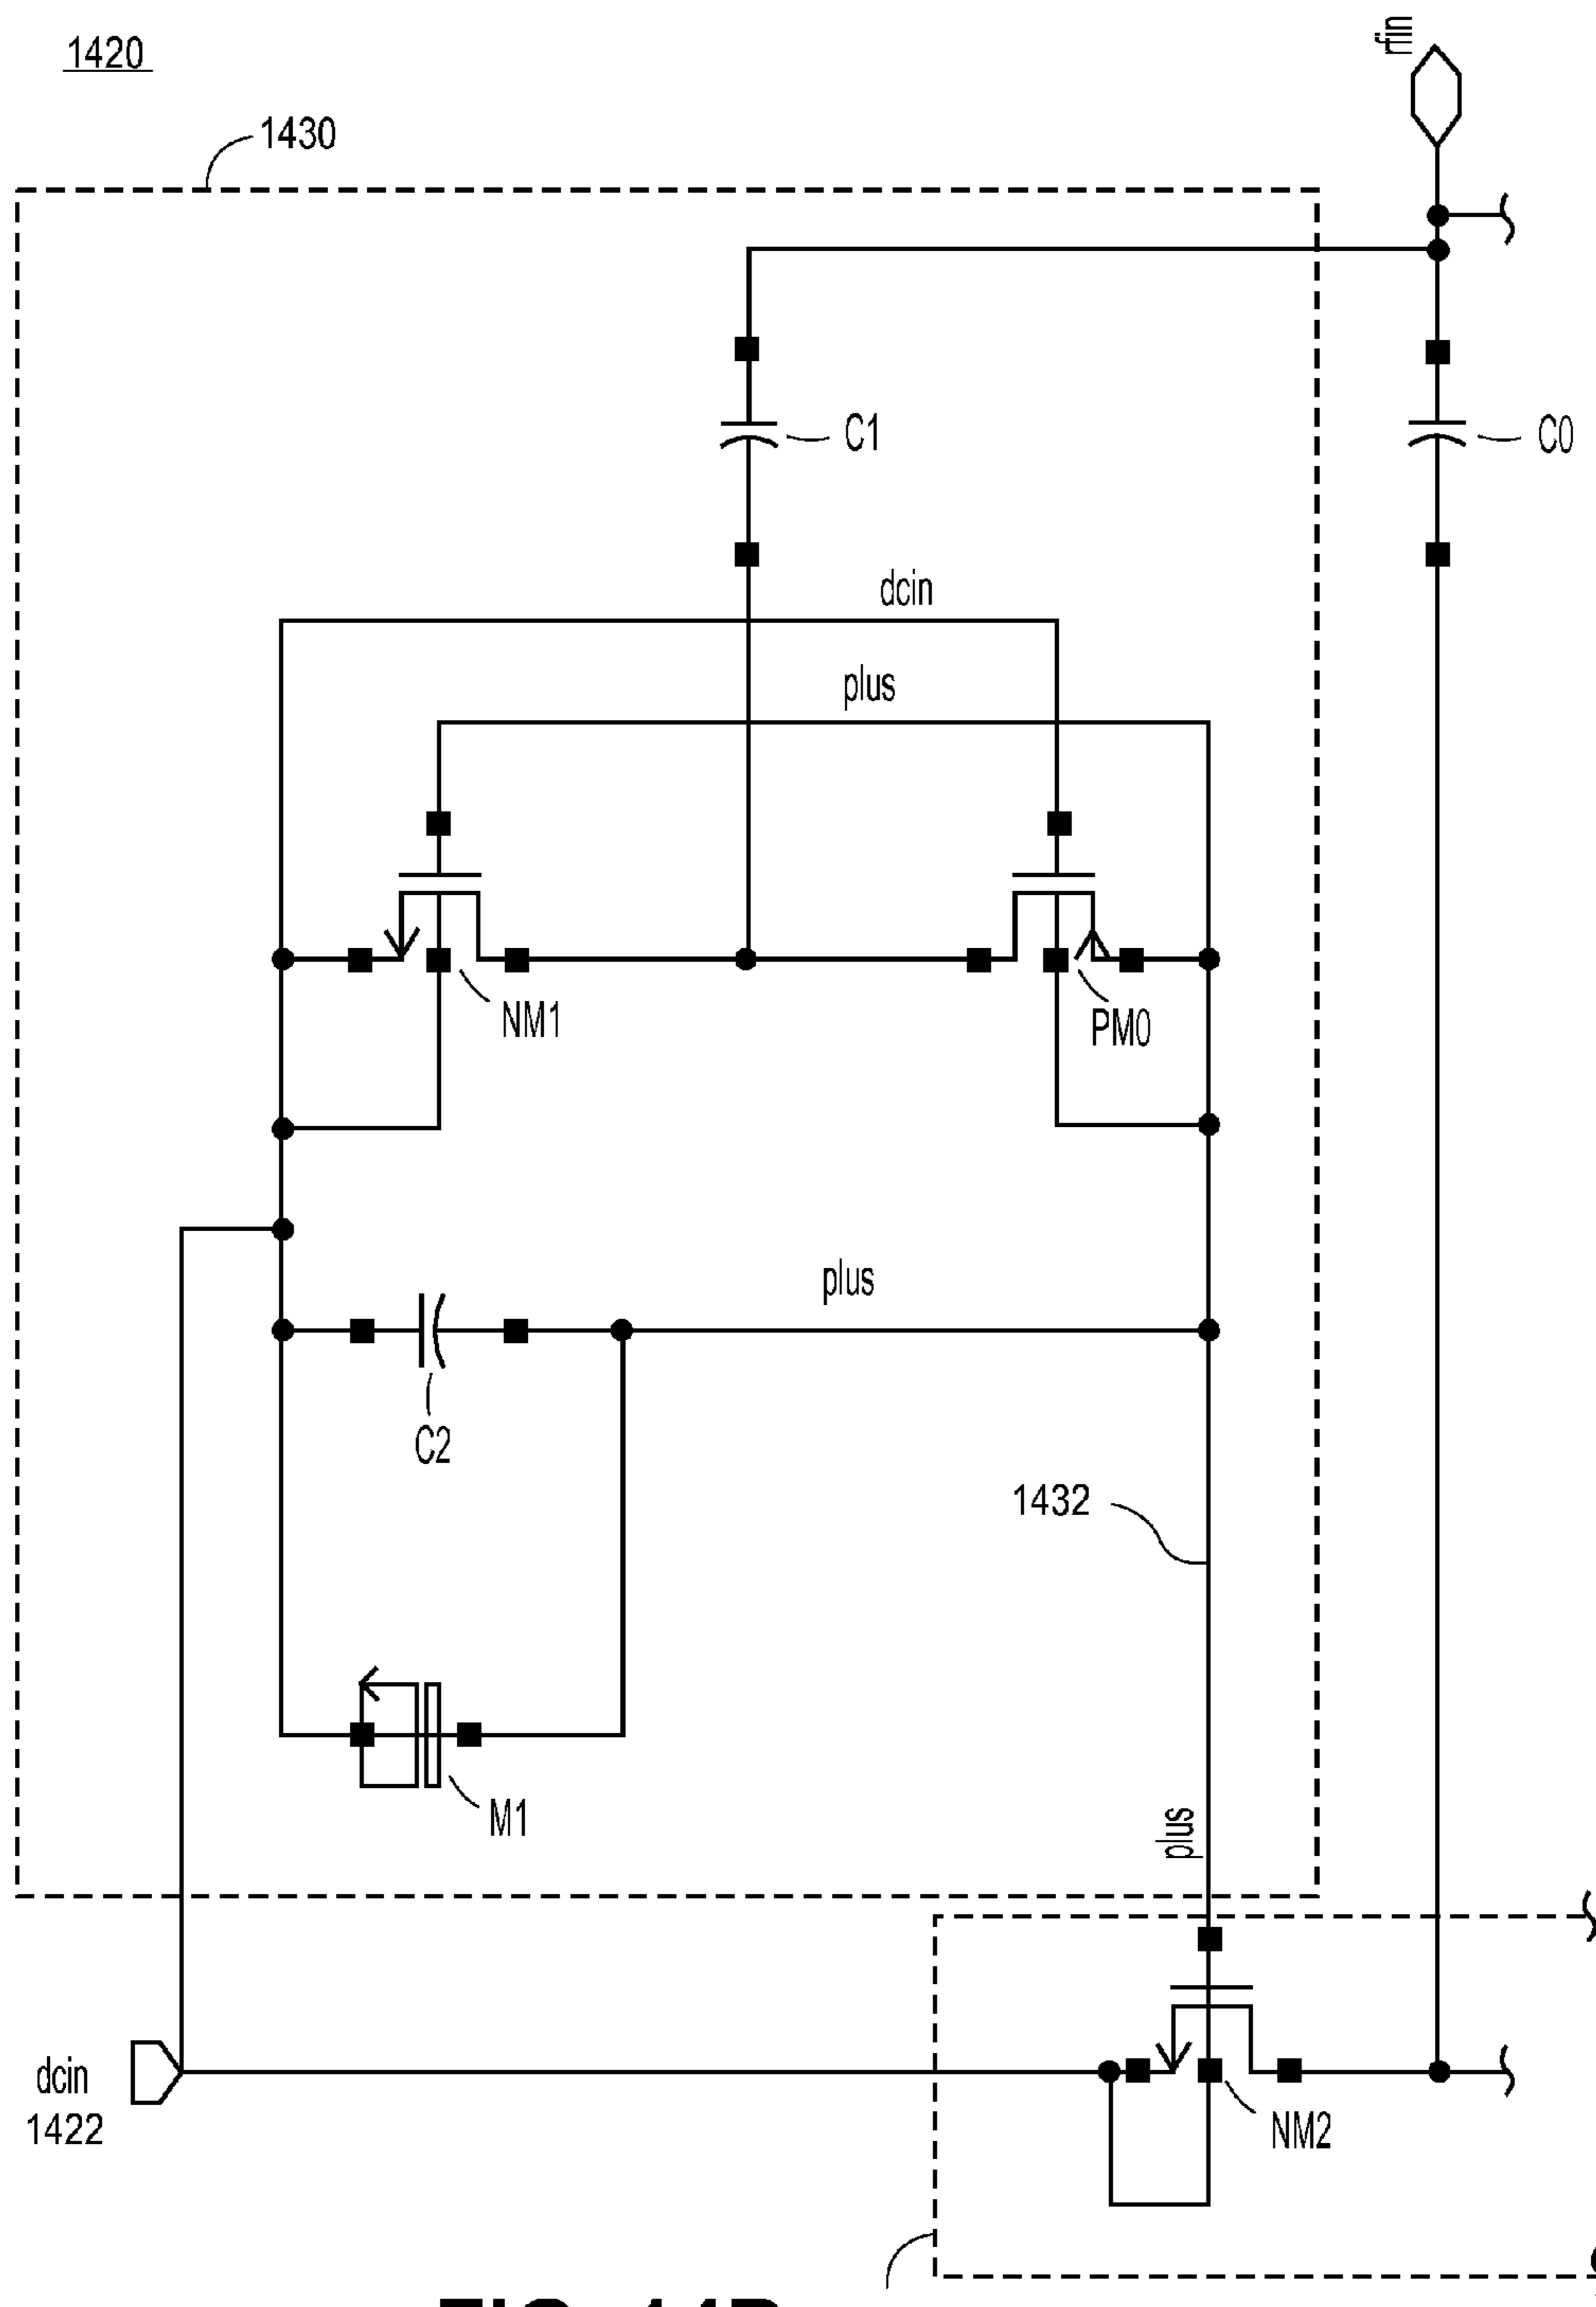 1420
1430
rfin
C1
C0
dcin
plus
NM1
PM0
plus
C2
1432
M1
plus
dcin
1422
NM2